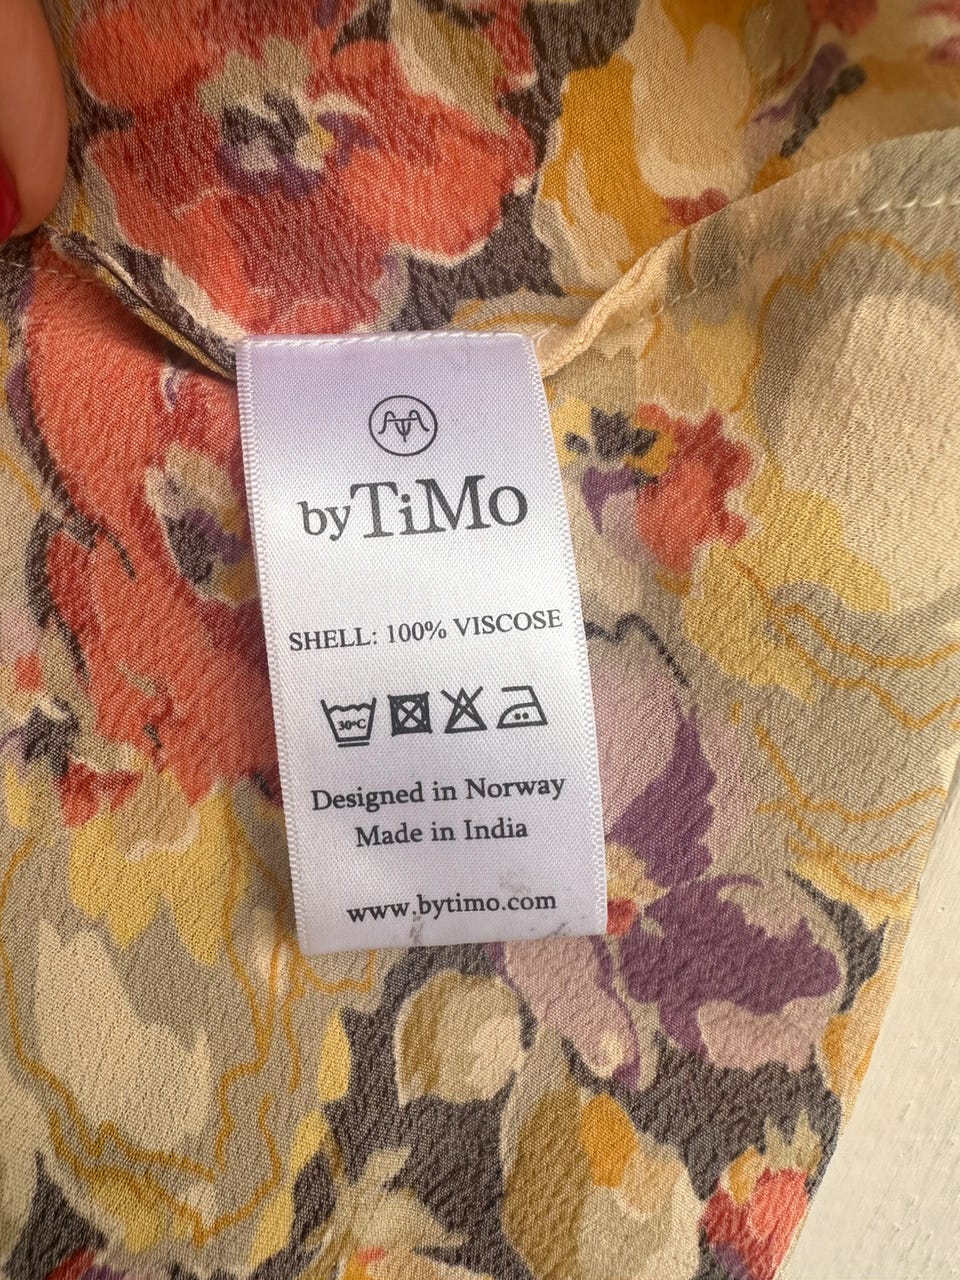 byTiMo
SHELL: 100% VISCOSE
30°C
Designed in Norway
Made in India
www.bytimo.com